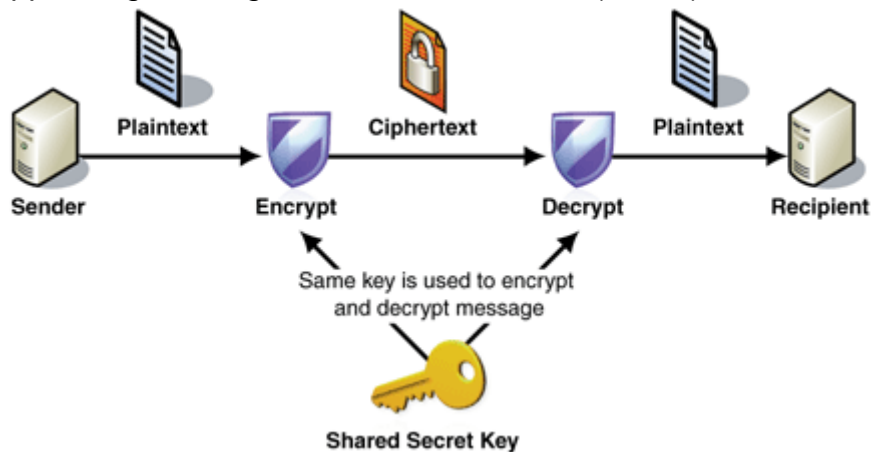 Plaintext
Ciphertext
Plaintext
Sender
Encrypt
Decrypt
Recipient
Same key is used to encrypt
and decrypt message
Shared Secret Key